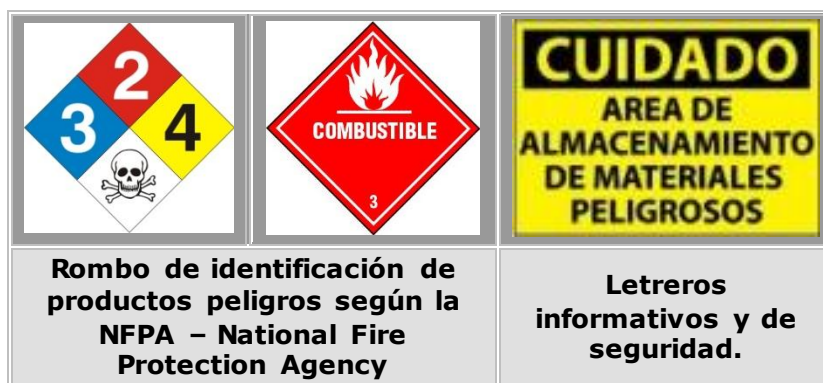 2
3
4
COMBUSTIBLE
3
CUIDADO
AREA DE
ALMACENAMIENTO
DE MATERIALES
PELIGROSOS
Rombo de identificación de
productos peligros según la
NFPA – National Fire
Protection Agency
Letreros
informativos y de
seguridad.